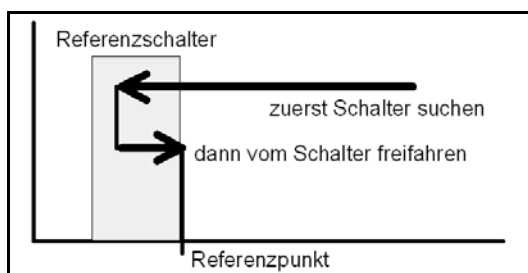 Referenzschalter
zuerst Schalter suchen
dann vom Schalter freifahren
Referenzpunkt